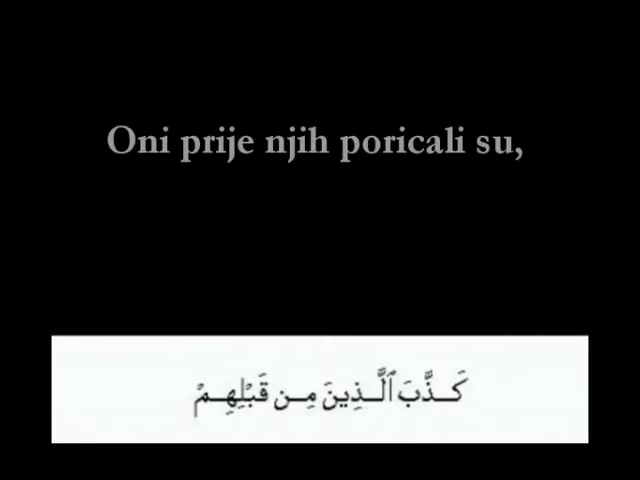 Oni prije njih poricali su,
كَذَّبَ ٱلَّذِينَ مِن قَبْلِهِمْ